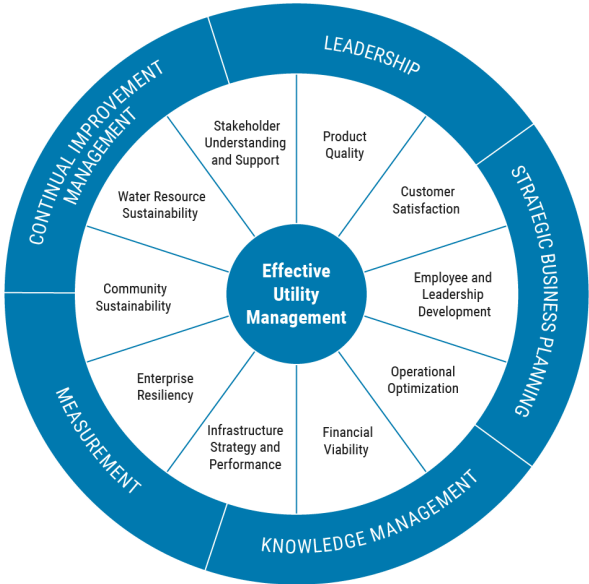 LEADERSHIP
STRATEGIC BUSINESS PLANNING
KNOWLEDGE MANAGEMENT
MEASUREMENT
CONTINUAL IMPROVEMENT
MANAGEMENT
Product
Quality
Customer
Satisfaction
Employee and
Leadership
Development
Operational
Optimization
Financial
Viability
Infrastructure
Strategy and
Performance
Enterprise
Resiliency
Community
Sustainability
Water Resource
Sustainability
Stakeholder
Understanding
and Support
Effective
Utility
Management